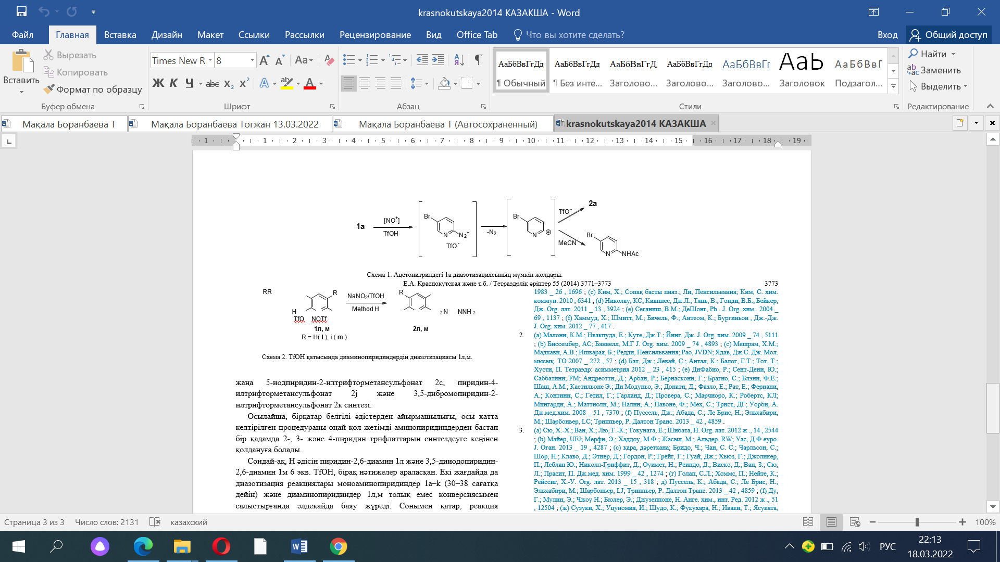 krasnokutskaya2014 КАЗАКША - Word
Файл Главная Вставка Дизайн Макет Ссылки Рассылки Рецензирование Вид Office Tab Что вы хотите сделать? Вход Общий доступ
Вставить
Вырезать
Копировать
Формат по образцу
Буфер обмена
Times New R 8
Ж К Ч abc X2 X2
Шрифт
Абзац
АаБбВвГгДд АаБбВвГгДд АаБбВвГгД АаБбВвГгДд АаБбВвГг АаЬ АаБбВвГ
¶ Обычный ¶ Без инте... Заголово... Заголово... Заголово... Заголовок Подзагол...
Стили
Найти
Заменить
Выделить
Редактирование
Мақала Боранбаева Т Мақала Боранбаева Тогжан 13.03.2022 Мақала Боранбаева Т (Автосохраненный) krasnokutskaya2014 КАЗАКША
1 1 2 3 4 5 6 7 8 9 10 11 12 13 14 15 16 17 18 19
1a [NO+] TfOH Br N N2+ TfO- -N2 Br N TfO- 2a MeCN Br N NHAc
Схема 1. Ацетонитрилдегі 1а диазотизациясының мүмкін жолдары.
Е.А. Краснокутская және т.б. / Тетраэдрлік әріптер 55 (2014) 3771–3773 3773
RR
R NaNO2/TfOH R
H Method H 2 N NNH 2
TfO NOTf
1л, м 2л, м
R = H( l ), i ( m )
Схема 2. TfOH қатысында диаминопиридиндердің диазотизациясы 1л,м.
жаңа 5-иодпиридин-2-илтрифторметансульфонат 2с, пиридин-4-
илтрифторметансульфонат 2j және 3,5-дибромопиридин-2-
илтрифторметансульфонат 2к синтезі.
Осылайша, бірқатар белгілі әдістерден айырмашылығы, осы хатта
келтірілген процедураны оңай қол жетімді аминопиридиндерден бастап
бір қадамда 2-, 3- және 4-пиридин трифлаттарын синтездеуге кеңінен
қолдануға болады.
Сондай-ақ, Н әдісін пиридин-2,6-диамин 1л және 3,5-дииодопиридин-
2,6-диамин 1м 6 экв. TfOH, бірақ нәтижелер араласқан. Екі жағдайда да
диазотизация реакциялары моноаминопиридиндер 1a–k (30–38 сағатқа
дейін) және диаминопиридиндер 1л,м толық емес конверсиясымен
салыстырғанда әлдеқайда баяу жүреді. Сонымен қатар, реакция
1983 _ 26 , 1696 ; (с) Ким, Х.; Сопақ басты пияз.; Ли, Пенсильвания; Ким, С. хим.
коммун. 2010 , 6341 ; (d) Николау, КС; Киаппес, Дж.Л.; Тянь, В.; Гонди, В.Б.; Бейкер,
Дж. Org. лат. 2011 _ 13 , 3924 ; (e) Сеганиш, В.М.; ДеШонг, Ph . J. Org. хим . 2004 _
69 , 1137 ; (f) Хаммуд, Х.; Шмитт, М.; Бичель, Ф.; Антеом, К.; Бургиньон , Дж.-Дж.
J. Org. хим. 2012 _ 77 , 417 .
2. (а) Малони, К.М.; Нвакпуда, Е.; Куте, Дж.Т.; Йинг, Дж. J. Org. хим. 2009 _ 74 , 5111
; (b) Биссембер, АС; Банвелл, М.Г J. Org. хим. 2009 _ 74 , 4893 ; (с) Мешрам, Х.М.;
Мадхави, А.В.; Ишварая, Б.; Редди, Пенсильвания; Рао, JVDN; Ядав, Дж.С. Дж. Мол.
мысық. ТО 2007 _ 272 , 57 ; (d) Бат, Дж.; Левай, С.; Антал, К.; Балог, Г.Т.; Тот, Т.;
Хусти, П. Тетраэдр: асимметрия 2012 _ 23 , 415 ; (e) ДиФабио, Р.; Сент-Дени, Ю.;
Саббатини, FM; Андреотти, Д.; Арбан, Р.; Бернаскони, Г.; Брагио, С.; Блэни, Ф.Е.;
Шаш, А.М.; Кастильоне Э.; Ди Модуньо, Э.; Донати, Д.; Фазло, Е.; Рат, Е.; Фериани,
А.; Контини, С.; Гетил, Г.; Гарланд, Д.; Провера, С.; Марчиоро, К.; Робертс, КЛ;
Мингарди, А.; Маттиоли, М.; Налин, А.; Павоне, Ф.; Мех, С.; Трист, ДГ; Уорби, А.
Дж.мед.хим. 2008 _ 51 , 7370 ; (f) Пуссель, Дж.; Абада, С.; Ле Брис, Н.; Эльхабири,
М.; Шарбоньер, LC; Триппьер, Р. Далтон Транс. 2013 _ 42 , 4859 .
3. (а) Сю, Х.-Х.; Ван, Х.; Лю, Г.-К.; Токунага, Е.; Шибата, Н. Org. лат. 2012 ж ., 14 , 2544
; (b) Майер, UFJ; Мерфи, Э.; Хаддоу, М.Ф.; Жасыл, М.; Альдер, RW; Уас, Д.Ф еуро.
J. Оған. 2013 _ 19 , 4287 ; (с) қара, дәретхана; Бридо, Ч.; Чан, С. С.; Чарльсон, С.;
Шор, Н.; Клаво, Д.; Этиер, Д.; Гордон, Р.; Грейг, Г.; Гуай, Дж.; Хьюз, Г.; Джоликер,
П.; Леблан Ю.; Николл-Гриффит, Д.; Оуимет, Н.; Реиндо, Д.; Виско, Д.; Ван, З.; Сю,
Л.; Прасит, П. Дж.мед. хим. 1999 _ 42 , 1274 ; (г) Голап, С.Л.; Хоммс, П.; Нейте, К.;
Рейссиг, Х.-У. Org. лат. 2013 _ 15 , 318 ; д) Пуссель, К.; Абада, С.; Ле Брис, Н.;
Эльхабири, М.; Шарбоньер, LJ; Триппьер, Р. Далтон Транс. 2013 _ 42 , 4859 ; (f) Ду,
Г.; Мулин, Э.; Чжоу Н.; Бюлер, Э.; Джузеппоне, Н. Анге. хим., инт. Ред. 2012 ж ., 51
, 12504 ; (ж) Сузуки, Х.; Уцуномия, И.; Шудо, К.; Фукухара, Н.; Иваки, Т.; Ясуката,
Страница 3 из 3 Число слов: 2131 казахский 100%
РУС 22:13
18.03.2022